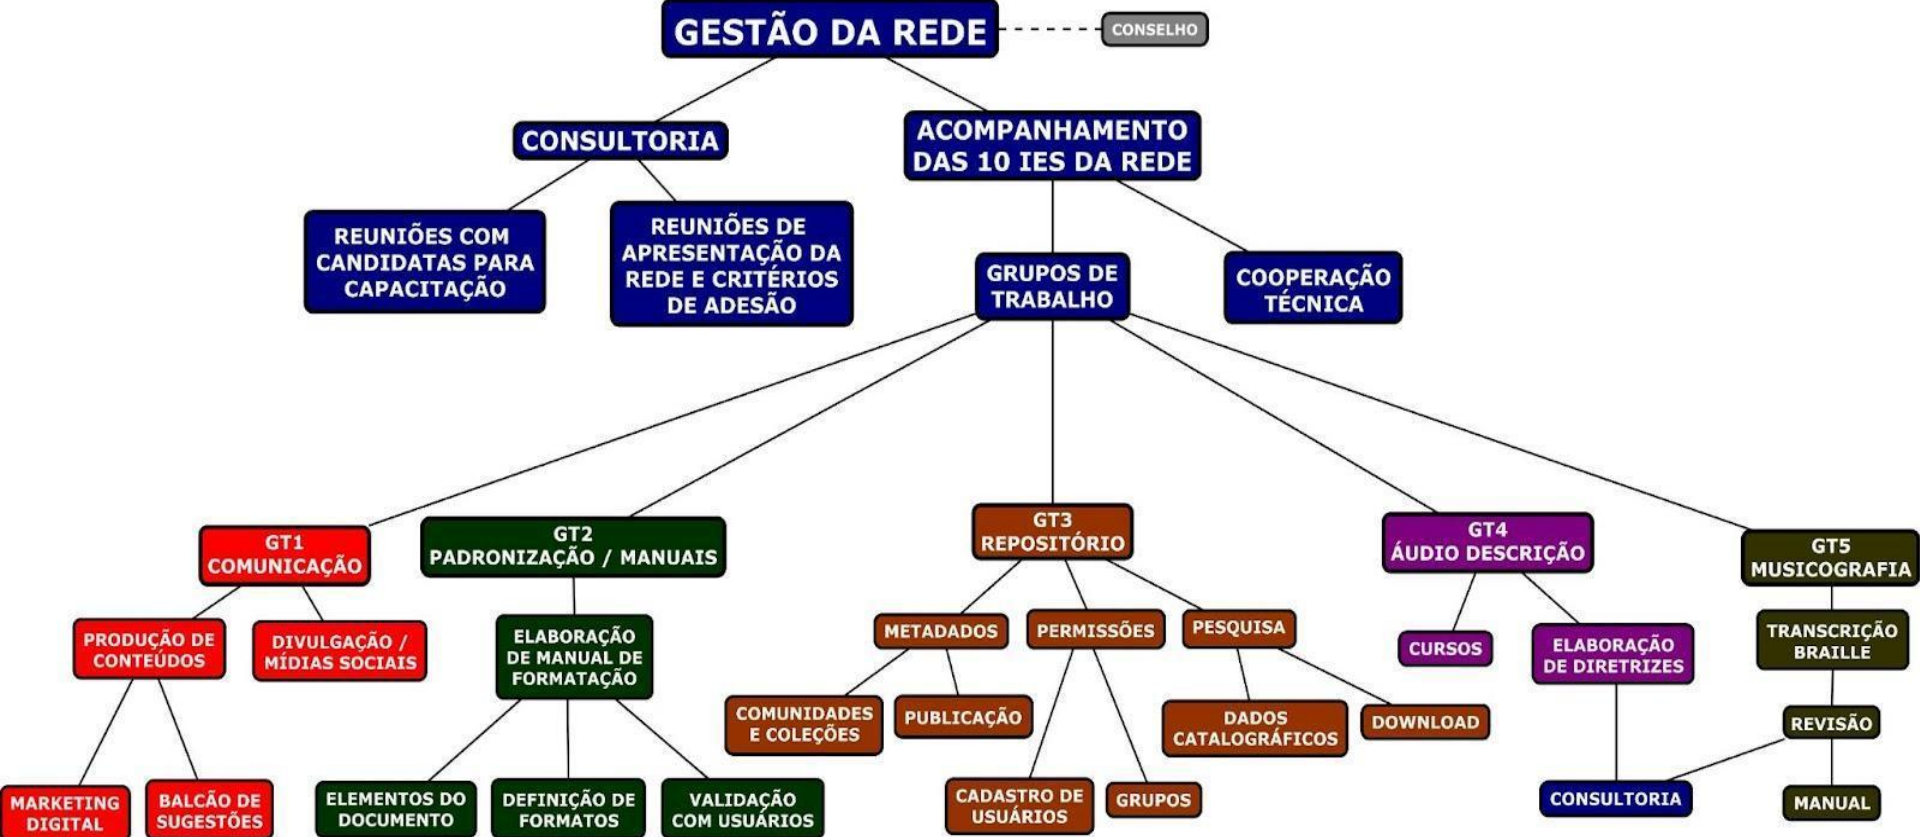 GESTÃO DA REDE
CONSELHO
CONSULTORIA
ACOMPANHAMENTO
DAS 10 IES DA REDE
REUNIÕES COM
CANDIDATAS PARA
CAPACITAÇÃO
REUNIÕES DE
APRESENTAÇÃO DA
REDE E CRITÉRIOS
DE ADESÃO
GRUPOS DE
TRABALHO
COOPERAÇÃO
TÉCNICA
GT1
COMUNICAÇÃO
GT2
PADRONIZAÇÃO / MANUAIS
GT3
REPOSITÓRIO
GT4
ÁUDIO DESCRIÇÃO
GT5
MUSICOGRAFIA
PRODUÇÃO DE
CONTEÚDOS
DIVULGAÇÃO /
MÍDIAS SOCIAIS
ELABORAÇÃO
DE MANUAL DE
FORMATAÇÃO
METADADOS
PERMISSÕES
PESQUISA
CURSOS
ELABORAÇÃO
DE DIRETRIZES
TRANSCRIÇÃO
BRAILLE
COMUNIDADES
E COLEÇÕES
PUBLICAÇÃO
DADOS
CATALOGRÁFICOS
DOWNLOAD
REVISÃO
MARKETING
DIGITAL
BALCÃO DE
SUGESTÕES
ELEMENTOS DO
DOCUMENTO
DEFINIÇÃO DE
FORMATOS
VALIDAÇÃO
COM USUÁRIOS
CADASTRO DE
USUÁRIOS
GRUPOS
CONSULTORIA
MANUAL